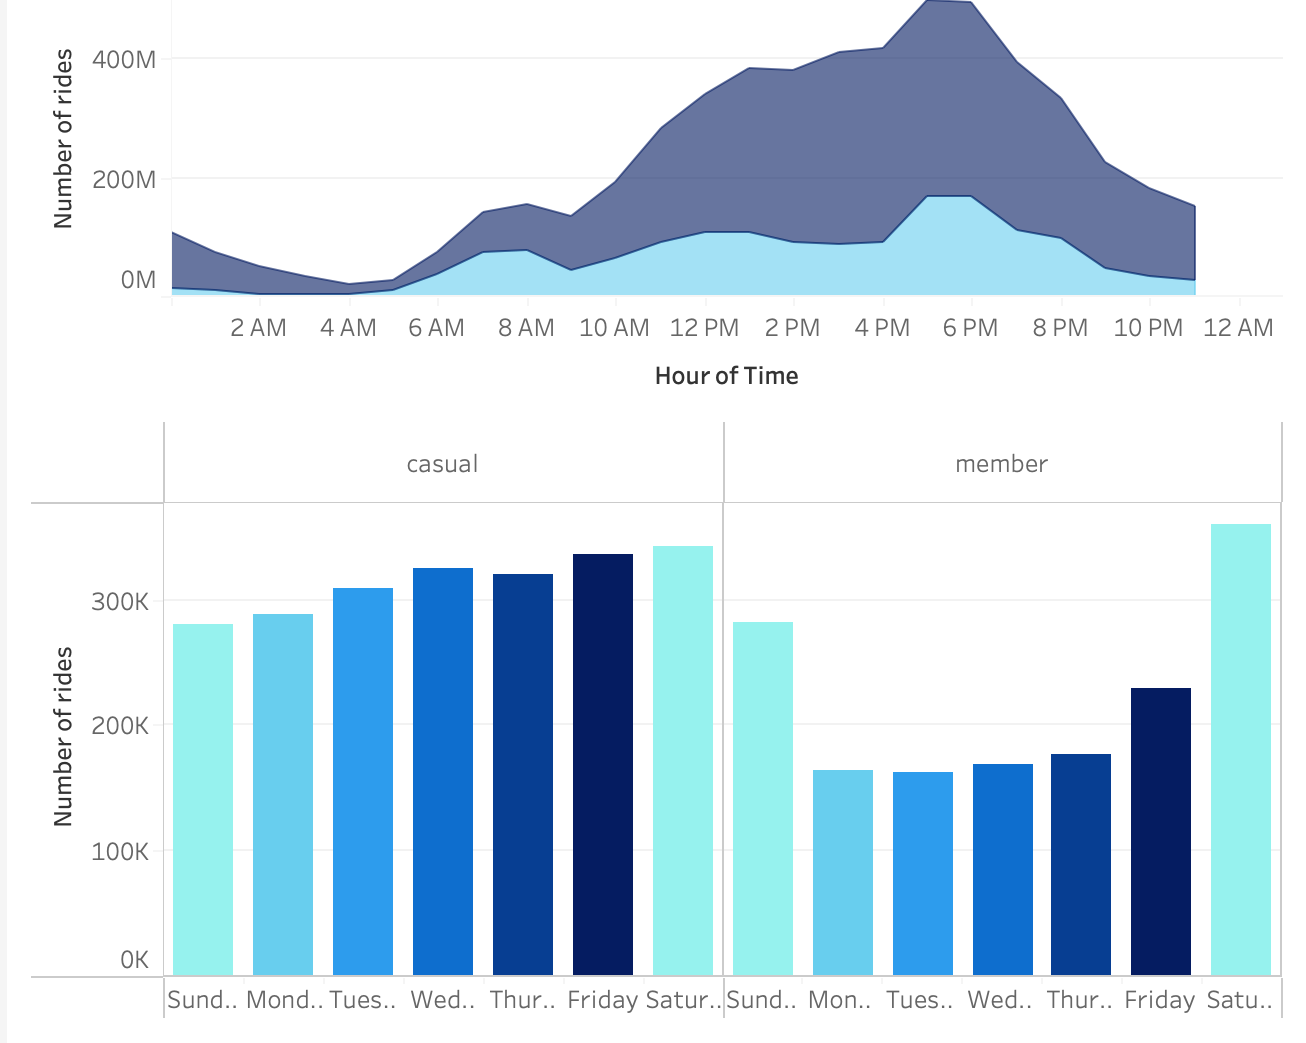 Number of rides
400M
200M
0M
2 AM 4 AM 6 AM 8 AM 10 AM 12 PM 2 PM 4 PM 6 PM 8 PM 10 PM 12 AM
Hour of Time
casual member
Number of rides
300K
200K
100K
0K
Sund.. Mond.. Tues.. Wed.. Thur.. Friday Satur.. Sund.. Mon.. Tues.. Wed.. Thur.. Friday Satu..